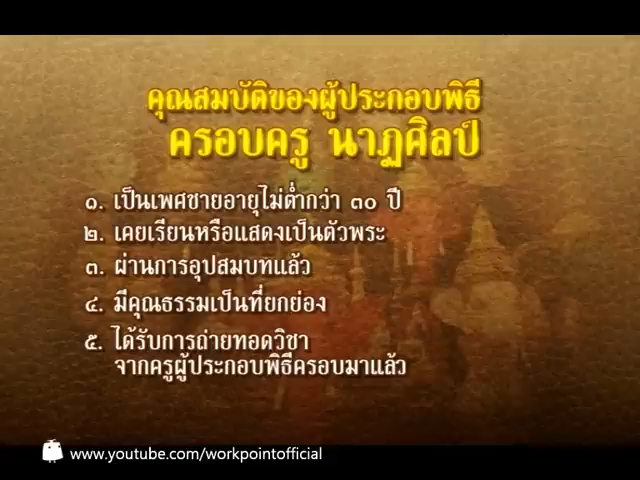 คุณสมบัติของผู้ประกอบพิธี
ครอบครู นาฏศิลป์
๑. เป็นเพศชายอายุไม่ต่ำกว่า ๓๐ ปี
๒. เคยเรียนหรือแสดงเป็นตัวพระ
๓. ผ่านการอุปสมบทแล้ว
๔. มีคุณธรรมเป็นที่ยกย่อง
๕. ได้รับการถ่ายทอดวิชา
จากครูผู้ประกอบพิธีครอบมาแล้ว
www.youtube.com/workpointofficial